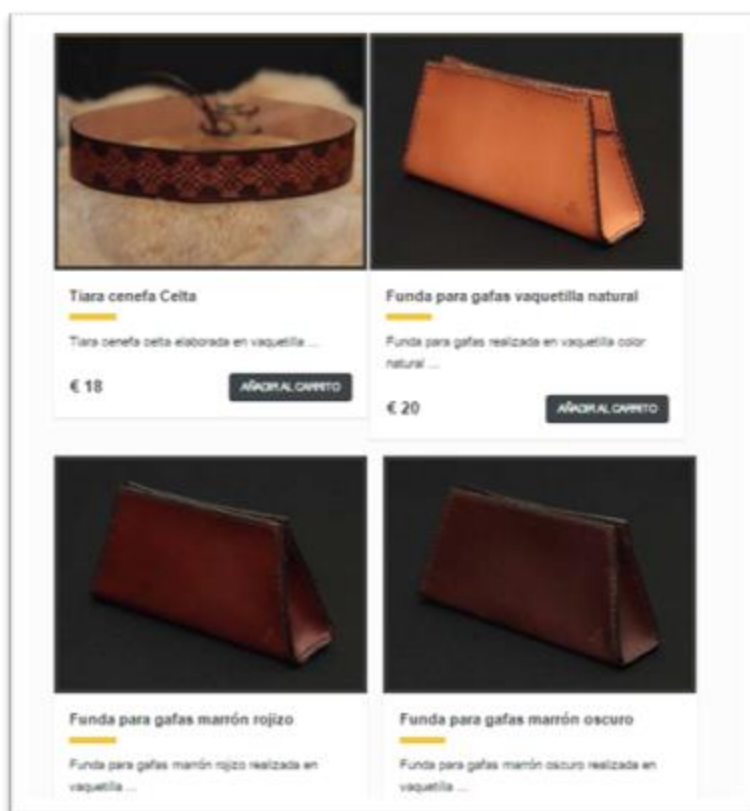 Tiara cenefa Celta
Tiara cenefa celta elaborada en vaquetilla ...
€ 18
AÑADIR AL CARRITO
Funda para gafas vaquetilla natural
Funda para gafas realizada en vaquetilla color
natural ...
€ 20
AÑADIR AL CARRITO
Funda para gafas marrón rojizo
Funda para gafas marrón rojizo realizada en
vaquetilla ...
Funda para gafas marrón oscuro
Funda para gafas marrón oscuro realizada en
vaquetilla ...